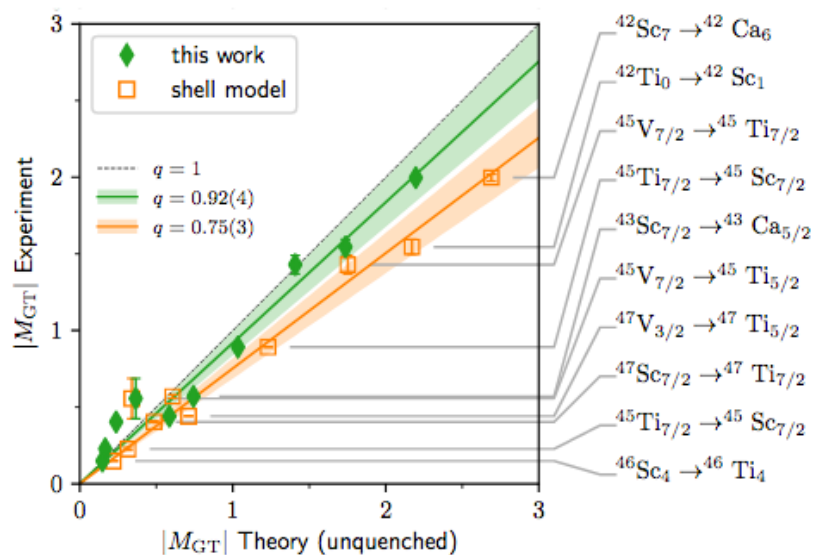 3
2
1
0
0
1
2
3
|M_GT| Experiment
|M_GT| Theory (unquenched)
this work
shell model
q = 1
q = 0.92(4)
q = 0.75(3)
⁴²Sc₇ → ⁴² Ca₆
⁴²Ti₀ → ⁴² Sc₁
⁴⁵V₇/₂ → ⁴⁵ Ti₇/₂
⁴⁵Ti₇/₂ → ⁴⁵ Sc₇/₂
⁴³Sc₇/₂ → ⁴³ Ca₅/₂
⁴⁵V₇/₂ → ⁴⁵ Ti₅/₂
⁴⁷V₃/₂ → ⁴⁷ Ti₅/₂
⁴⁷Sc₇/₂ → ⁴⁷ Ti₇/₂
⁴⁵Ti₇/₂ → ⁴⁵ Sc₇/₂
⁴⁶Sc₄ → ⁴⁶ Ti₄